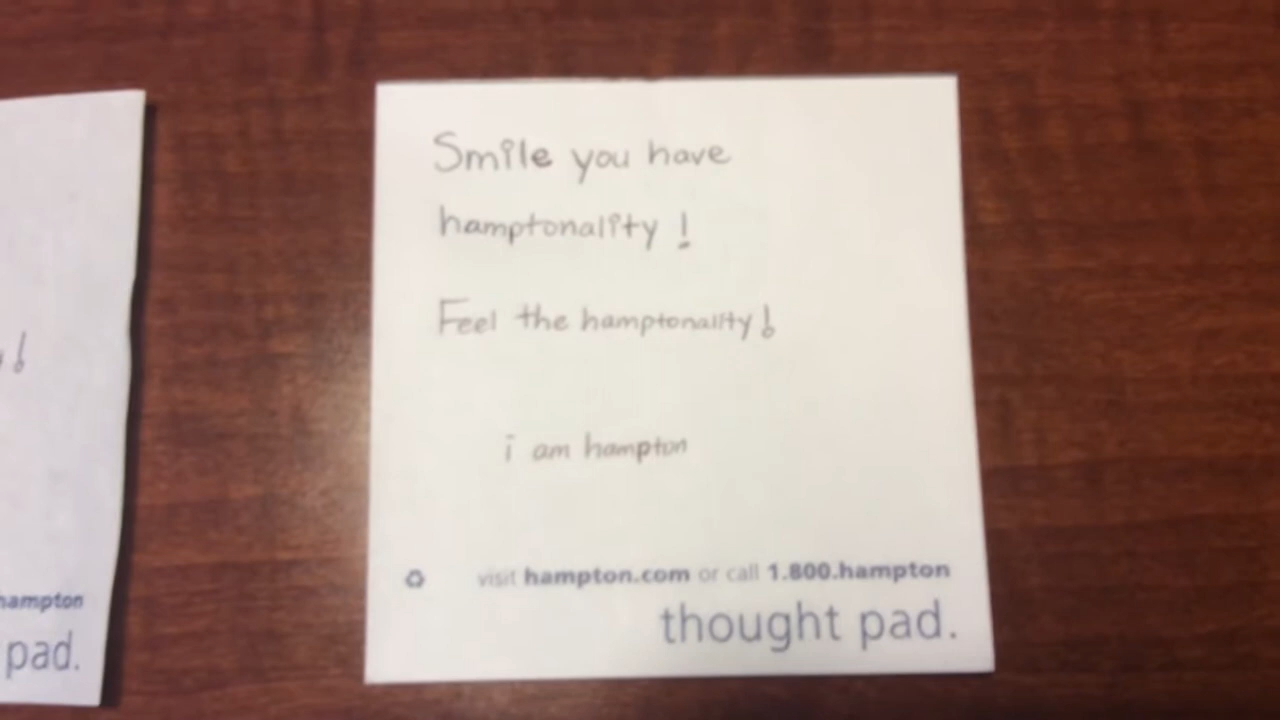 Smile you have
hamptonality !
Feel the hamptonality!
i am hampton
visit hampton.com or call 1.800.hampton
thought pad.
!
hampton
pad.